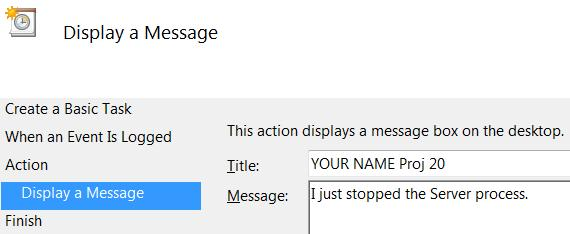 Display a Message
Create a Basic Task
When an Event Is Logged
Action
Display a Message
Finish
This action displays a message box on the desktop.
Title: YOUR NAME Proj 20
Message: I just stopped the Server process.